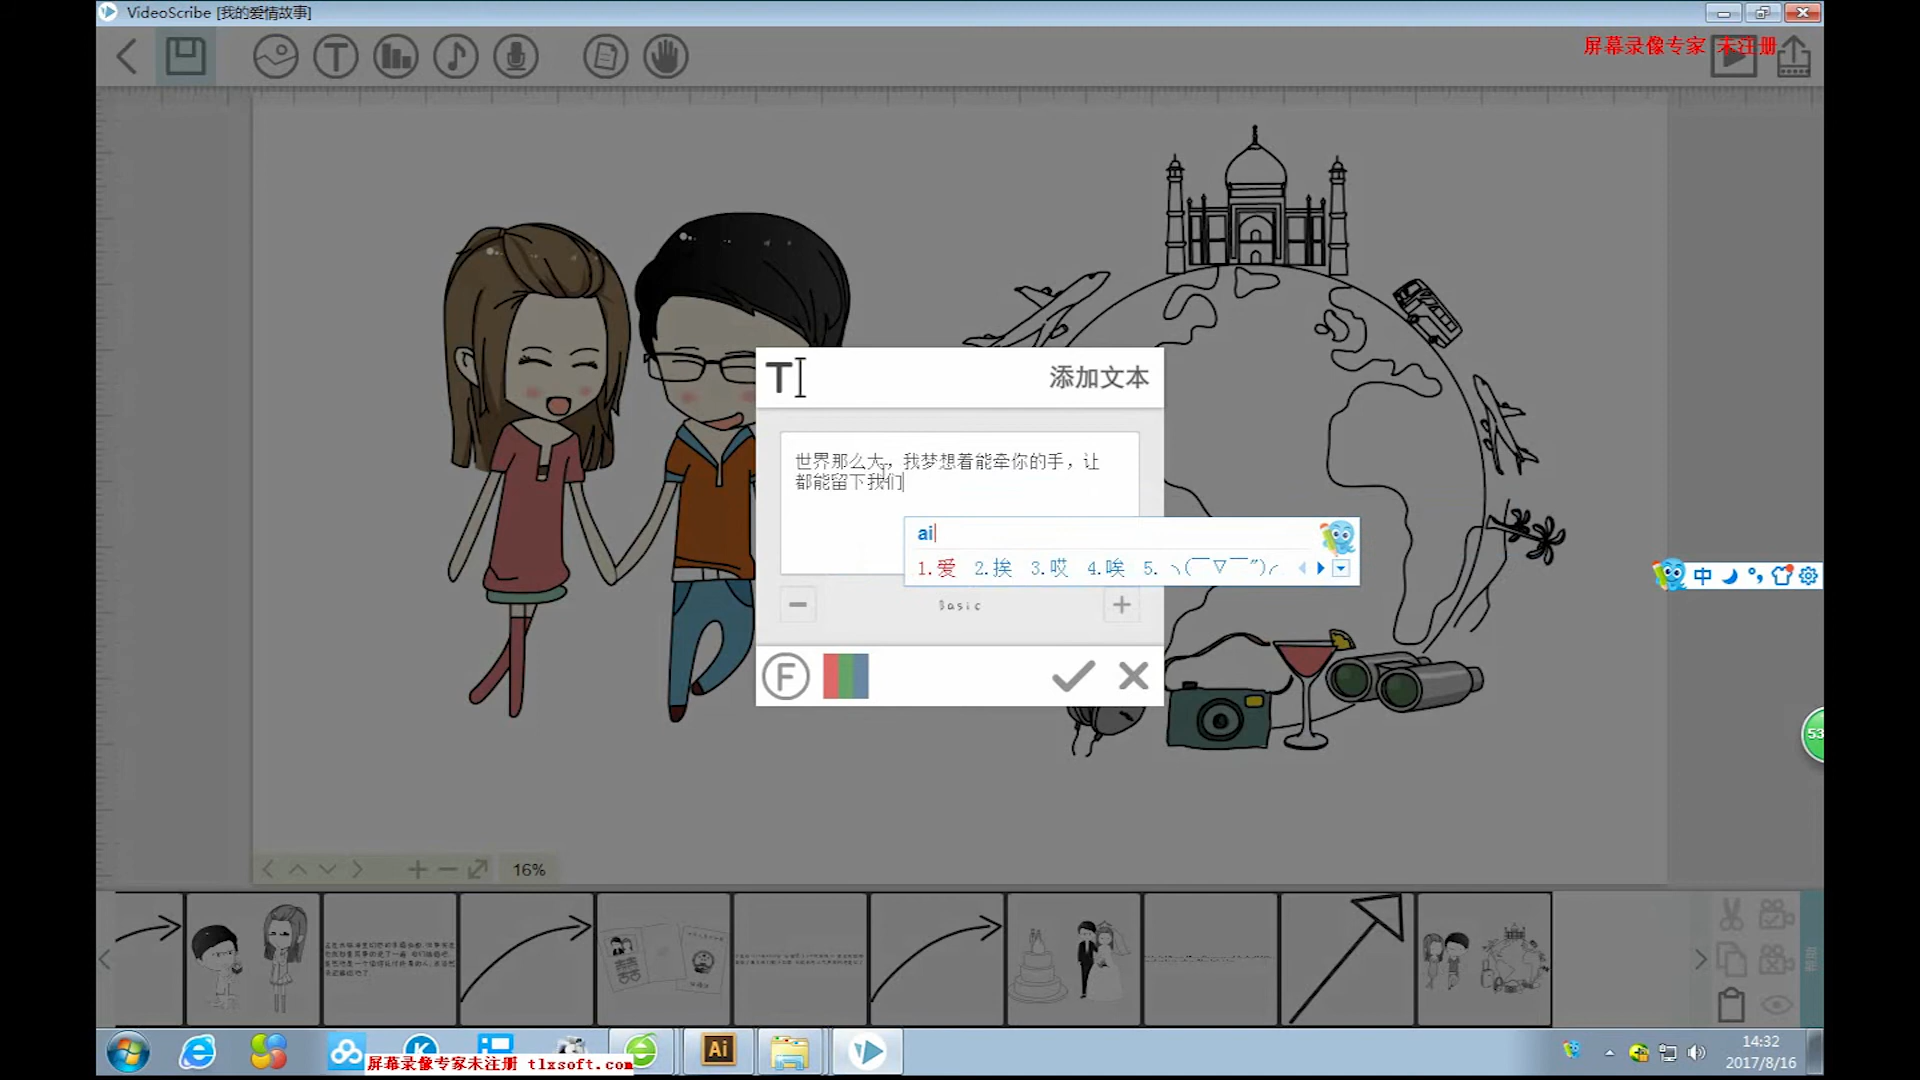 VideoScribe [我的爱情故事]
屏幕录像专家 未注册
T
添加文本
世界那么大，我梦想着能牵你的手，让
都能留下我们
ai
1.爱 2.挨 3.哎 4.唉 5.╮(￣▽￣")╭
中
Basic
F
53
16%
Ai
屏幕录像专家未注册 tlxsoft.com
14:32
2017/8/16